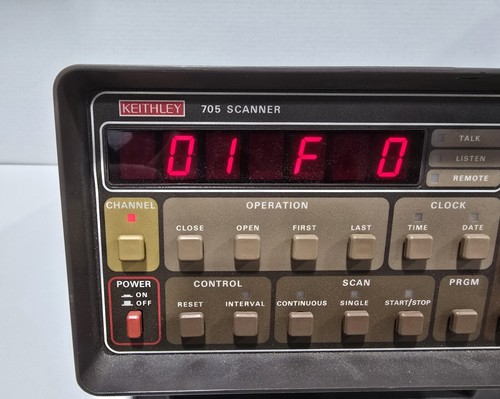 KEITHLEY 705 SCANNER
01 F 0
TALK
LISTEN
REMOTE
CHANNEL OPERATION CLOCK
CLOSE OPEN FIRST LAST TIME DATE
POWER CONTROL SCAN PRGM
ON
OFF
RESET INTERVAL CONTINUOUS SINGLE START/STOP